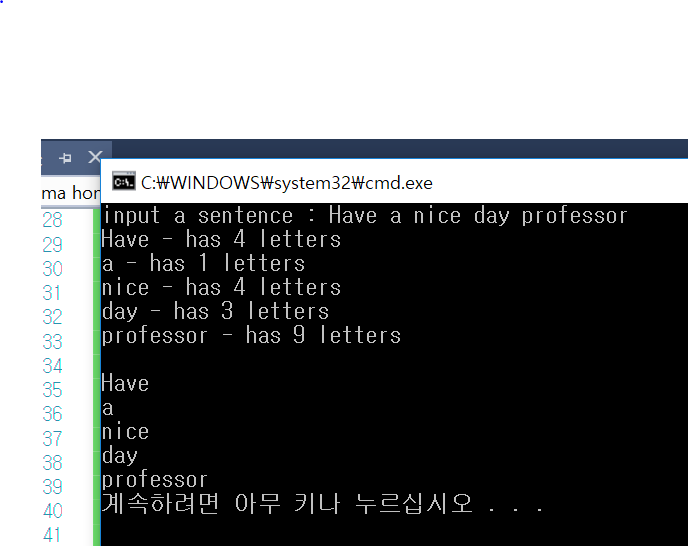 C:₩WINDOWS₩system32₩cmd.exe
ma hor
28
input a sentence : Have a nice day professor
29
Have - has 4 letters
30
a - has 1 letters
31
nice - has 4 letters
32
day - has 3 letters
33
professor - has 9 letters
34
35
Have
36
a
37
nice
38
day
39
professor
40
계속하려면 아무 키나 누르십시오 . . .
41